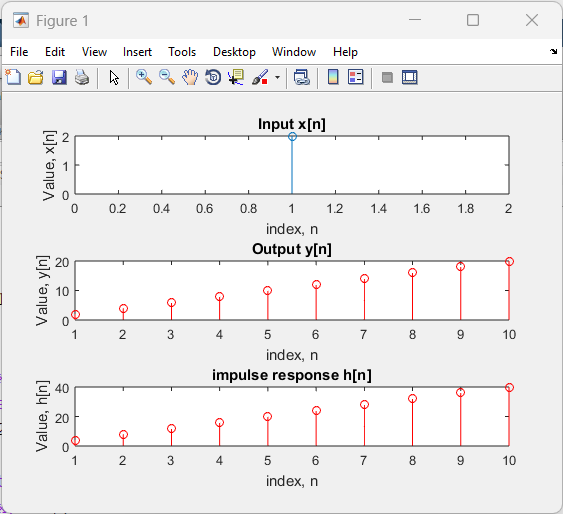 Figure 1
File Edit View Insert Tools Desktop Window Help
Input x[n]
Value, x[n]
2
1
0
0 0.2 0.4 0.6 0.8 1 1.2 1.4 1.6 1.8 2
index, n
Output y[n]
Value, y[n]
20
10
0
1 2 3 4 5 6 7 8 9 10
index, n
impulse response h[n]
Value, h[n]
40
20
0
1 2 3 4 5 6 7 8 9 10
index, n